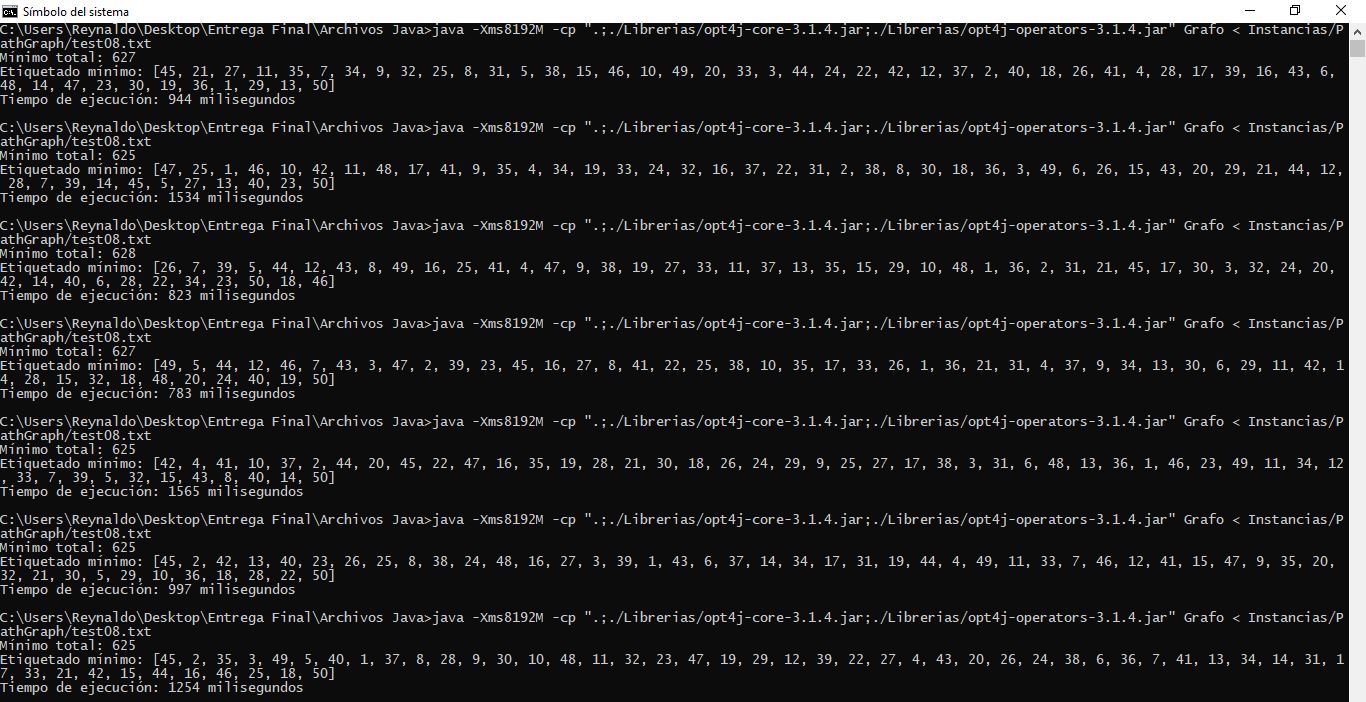 Símbolo del sistema
C:\Users\Reynaldo\Desktop\Entrega Final\Archivos Java>java -Xms8192M -cp ".;./Librerias/opt4j-core-3.1.4.jar;./Librerias/opt4j-operators-3.1.4.jar" Grafo < Instancias/P
athGraph/test08.txt
Mínimo total: 627
Etiquetado mínimo: [45, 21, 27, 11, 35, 7, 34, 9, 32, 25, 8, 31, 5, 38, 15, 46, 10, 49, 20, 33, 3, 44, 24, 22, 42, 12, 37, 2, 40, 18, 26, 41, 4, 28, 17, 39, 16, 43, 6,
48, 14, 47, 23, 30, 19, 36, 1, 29, 13, 50]
Tiempo de ejecución: 944 milisegundos
C:\Users\Reynaldo\Desktop\Entrega Final\Archivos Java>java -Xms8192M -cp ".;./Librerias/opt4j-core-3.1.4.jar;./Librerias/opt4j-operators-3.1.4.jar" Grafo < Instancias/P
athGraph/test08.txt
Mínimo total: 625
Etiquetado mínimo: [47, 25, 1, 46, 10, 42, 11, 48, 17, 41, 9, 35, 4, 34, 19, 33, 24, 32, 16, 37, 22, 31, 2, 38, 8, 30, 18, 36, 3, 49, 6, 26, 15, 43, 20, 29, 21, 44, 12,
28, 7, 39, 14, 45, 5, 27, 13, 40, 23, 50]
Tiempo de ejecución: 1534 milisegundos
C:\Users\Reynaldo\Desktop\Entrega Final\Archivos Java>java -Xms8192M -cp ".;./Librerias/opt4j-core-3.1.4.jar;./Librerias/opt4j-operators-3.1.4.jar" Grafo < Instancias/P
athGraph/test08.txt
Mínimo total: 628
Etiquetado mínimo: [26, 7, 39, 5, 44, 12, 43, 8, 49, 16, 25, 41, 4, 47, 9, 38, 19, 27, 33, 11, 37, 13, 35, 15, 29, 10, 48, 1, 36, 2, 31, 21, 45, 17, 30, 3, 32, 24, 20,
42, 14, 40, 6, 28, 22, 34, 23, 50, 18, 46]
Tiempo de ejecución: 823 milisegundos
C:\Users\Reynaldo\Desktop\Entrega Final\Archivos Java>java -Xms8192M -cp ".;./Librerias/opt4j-core-3.1.4.jar;./Librerias/opt4j-operators-3.1.4.jar" Grafo < Instancias/P
athGraph/test08.txt
Mínimo total: 627
Etiquetado mínimo: [49, 5, 44, 12, 46, 7, 43, 3, 47, 2, 39, 23, 45, 16, 27, 8, 41, 22, 25, 38, 10, 35, 17, 33, 26, 1, 36, 21, 31, 4, 37, 9, 34, 13, 30, 6, 29, 11, 42, 1
4, 28, 15, 32, 18, 48, 20, 24, 40, 19, 50]
Tiempo de ejecución: 783 milisegundos
C:\Users\Reynaldo\Desktop\Entrega Final\Archivos Java>java -Xms8192M -cp ".;./Librerias/opt4j-core-3.1.4.jar;./Librerias/opt4j-operators-3.1.4.jar" Grafo < Instancias/P
athGraph/test08.txt
Mínimo total: 625
Etiquetado mínimo: [42, 4, 41, 10, 37, 2, 44, 20, 45, 22, 47, 16, 35, 19, 28, 21, 30, 18, 26, 24, 29, 9, 25, 27, 17, 38, 3, 31, 6, 48, 13, 36, 1, 46, 23, 49, 11, 34, 12
, 33, 7, 39, 5, 32, 15, 43, 8, 40, 14, 50]
Tiempo de ejecución: 1565 milisegundos
C:\Users\Reynaldo\Desktop\Entrega Final\Archivos Java>java -Xms8192M -cp ".;./Librerias/opt4j-core-3.1.4.jar;./Librerias/opt4j-operators-3.1.4.jar" Grafo < Instancias/P
athGraph/test08.txt
Mínimo total: 625
Etiquetado mínimo: [45, 2, 42, 13, 40, 23, 26, 25, 8, 38, 24, 48, 16, 27, 3, 39, 1, 43, 6, 37, 14, 34, 17, 31, 19, 44, 4, 49, 11, 33, 7, 46, 12, 41, 15, 47, 9, 35, 20,
32, 21, 30, 5, 29, 10, 36, 18, 28, 22, 50]
Tiempo de ejecución: 997 milisegundos
C:\Users\Reynaldo\Desktop\Entrega Final\Archivos Java>java -Xms8192M -cp ".;./Librerias/opt4j-core-3.1.4.jar;./Librerias/opt4j-operators-3.1.4.jar" Grafo < Instancias/P
athGraph/test08.txt
Mínimo total: 625
Etiquetado mínimo: [45, 2, 35, 3, 49, 5, 40, 1, 37, 8, 28, 9, 30, 10, 48, 11, 32, 23, 47, 19, 29, 12, 39, 22, 27, 4, 43, 20, 26, 24, 38, 6, 36, 7, 41, 13, 34, 14, 31, 1
7, 33, 21, 42, 15, 44, 16, 46, 25, 18, 50]
Tiempo de ejecución: 1254 milisegundos